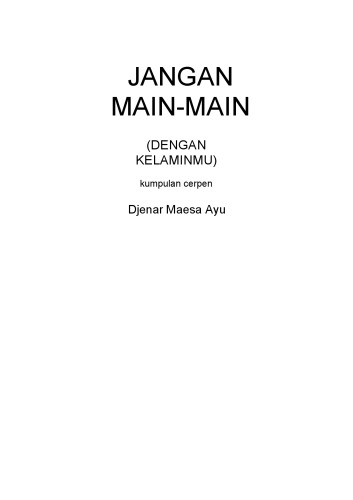 JANGAN
MAIN-MAIN
(DENGAN
KELAMINMU)
kumpulan cerpen
Djenar Maesa Ayu